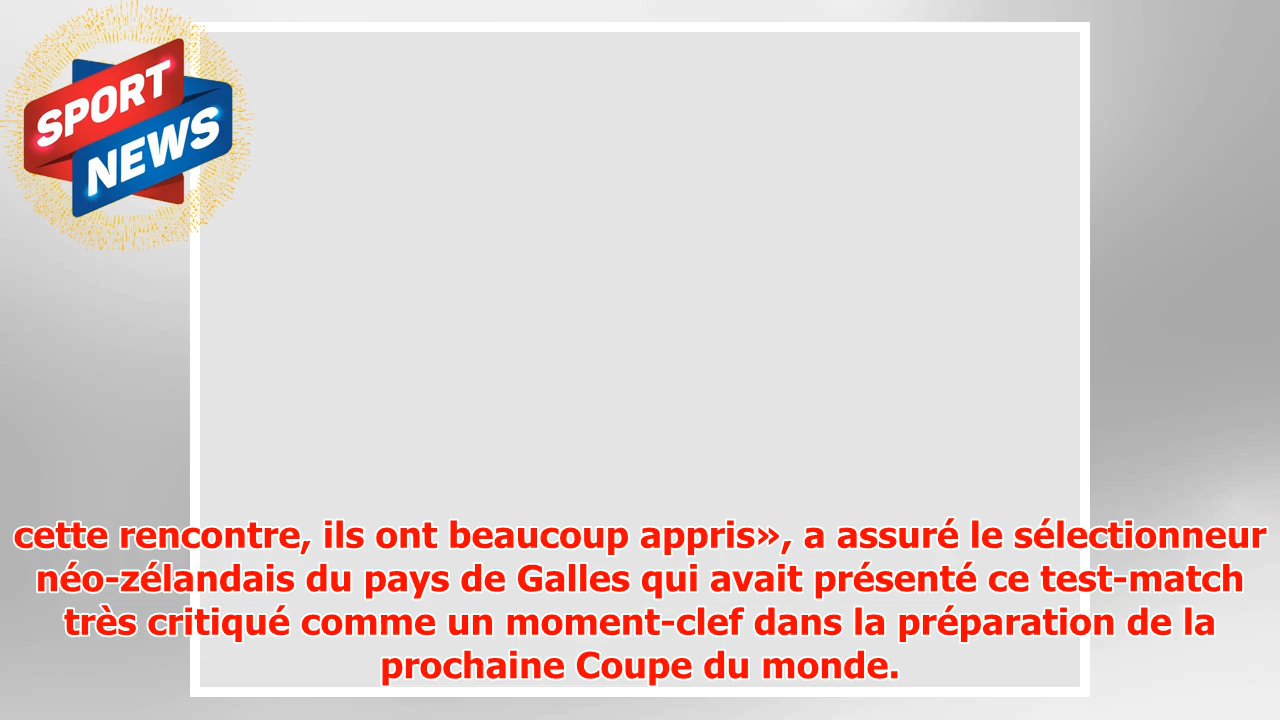 SPORT
NEWS
cette rencontre, ils ont beaucoup appris», a assuré le sélectionneur
néo-zélandais du pays de Galles qui avait présenté ce test-match
très critiqué comme un moment-clef dans la préparation de la
prochaine Coupe du monde.